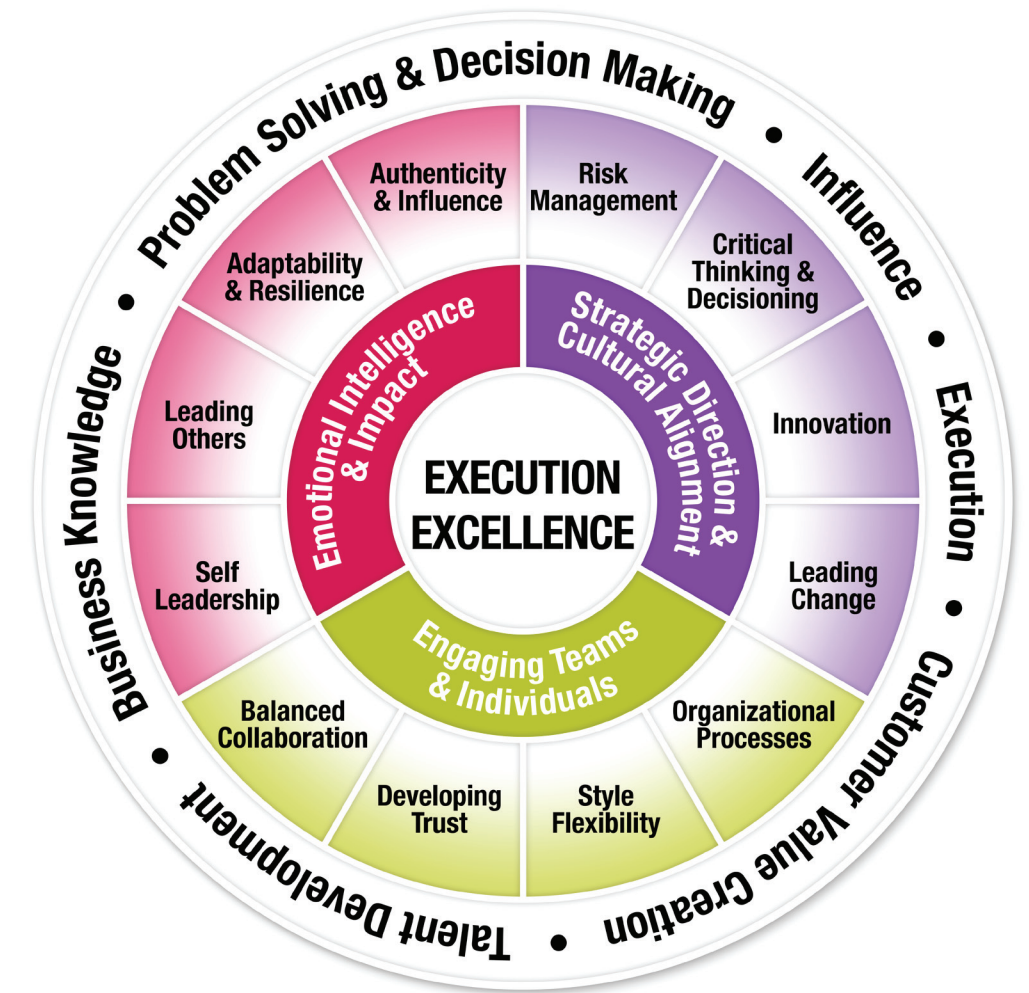 Problem Solving & Decision Making • Influence • Execution • Customer Value Creation • Talent Development • Business Knowledge •
Authenticity
& Influence
Risk
Management
Critical
Thinking &
Decisioning
Innovation
Leading
Change
Organizational
Processes
Style
Flexibility
Developing
Trust
Balanced
Collaboration
Self
Leadership
Leading
Others
Adaptability
& Resilience
Emotional Intelligence
& Impact
Strategic Direction &
Cultural Alignment
Engaging Teams
& Individuals
EXECUTION
EXCELLENCE